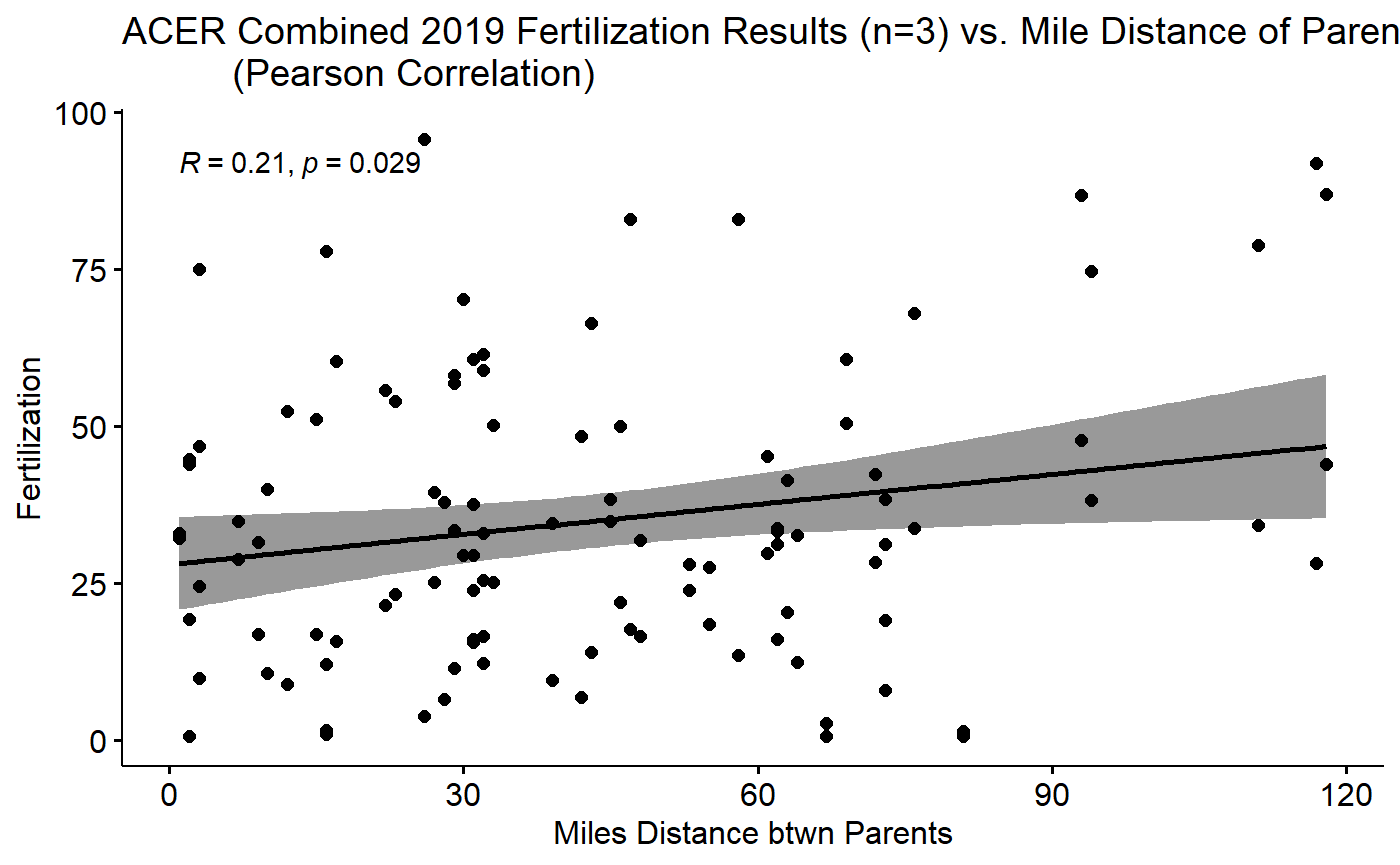 ACER Combined 2019 Fertilization Results (n=3) vs. Mile Distance of Paren
(Pearson Correlation)
100
R = 0.21, p = 0.029
75
50
25
0
Fertilization
0 30 60 90 120
Miles Distance btwn Parents